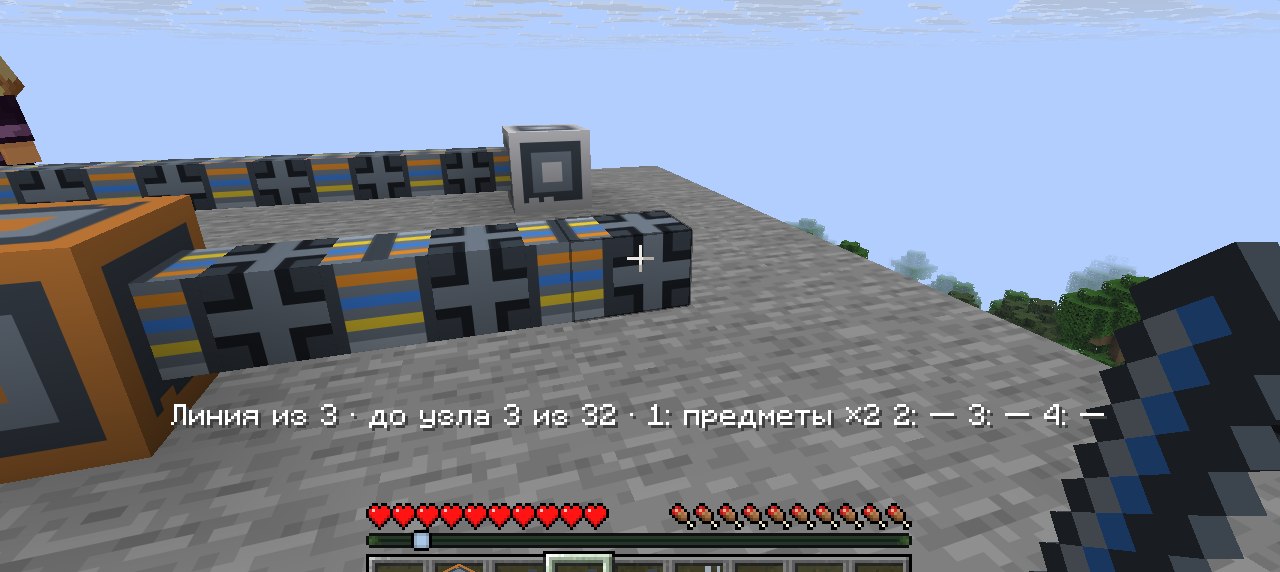 Линия из 3 · до узла 3 из 32 · 1: предметы ×2 2: — 3: — 4: —